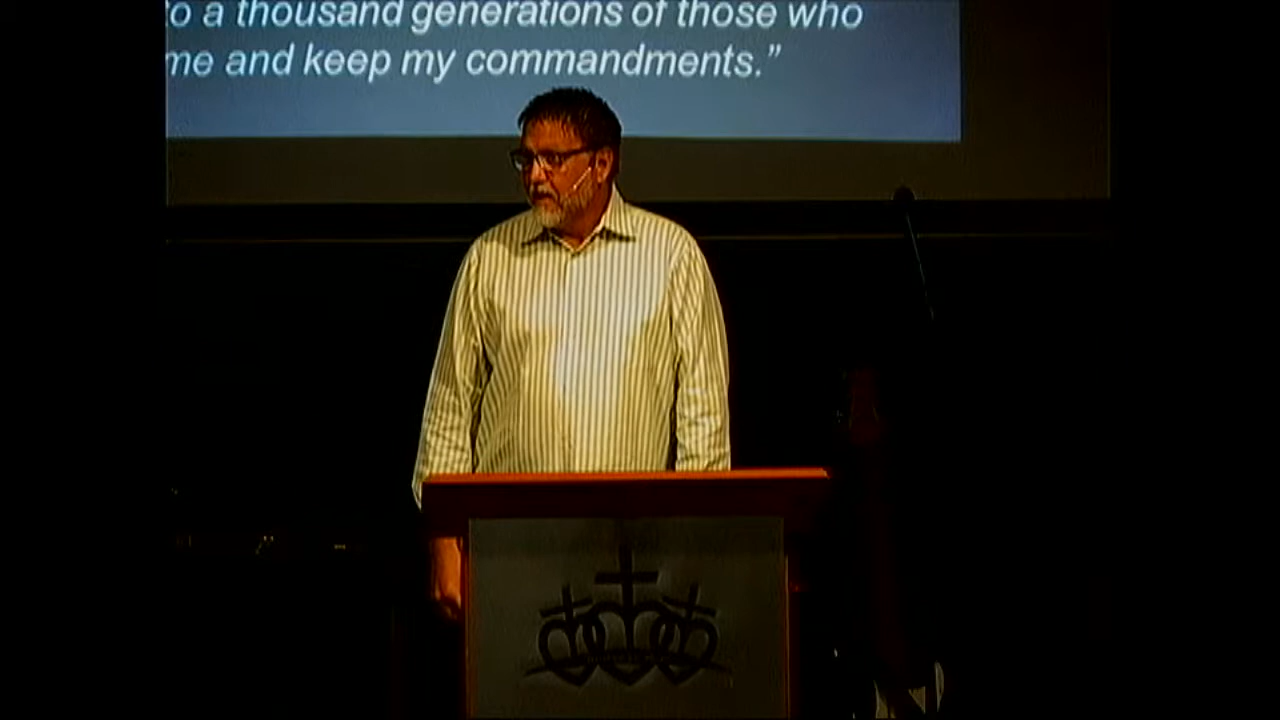 to a thousand generations of those who
me and keep my commandments.”